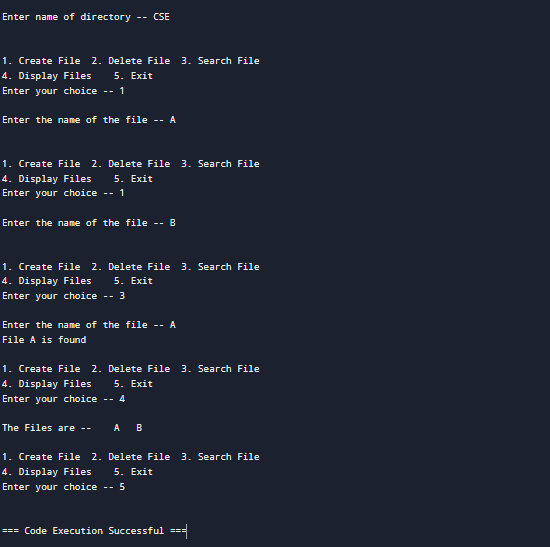 Enter name of directory -- CSE
1. Create File  2. Delete File  3. Search File
4. Display Files    5. Exit
Enter your choice -- 1
Enter the name of the file -- A
1. Create File  2. Delete File  3. Search File
4. Display Files    5. Exit
Enter your choice -- 1
Enter the name of the file -- B
1. Create File  2. Delete File  3. Search File
4. Display Files    5. Exit
Enter your choice -- 3
Enter the name of the file -- A
File A is found
1. Create File  2. Delete File  3. Search File
4. Display Files    5. Exit
Enter your choice -- 4
The Files are --    A   B
1. Create File  2. Delete File  3. Search File
4. Display Files    5. Exit
Enter your choice -- 5
=== Code Execution Successful ===